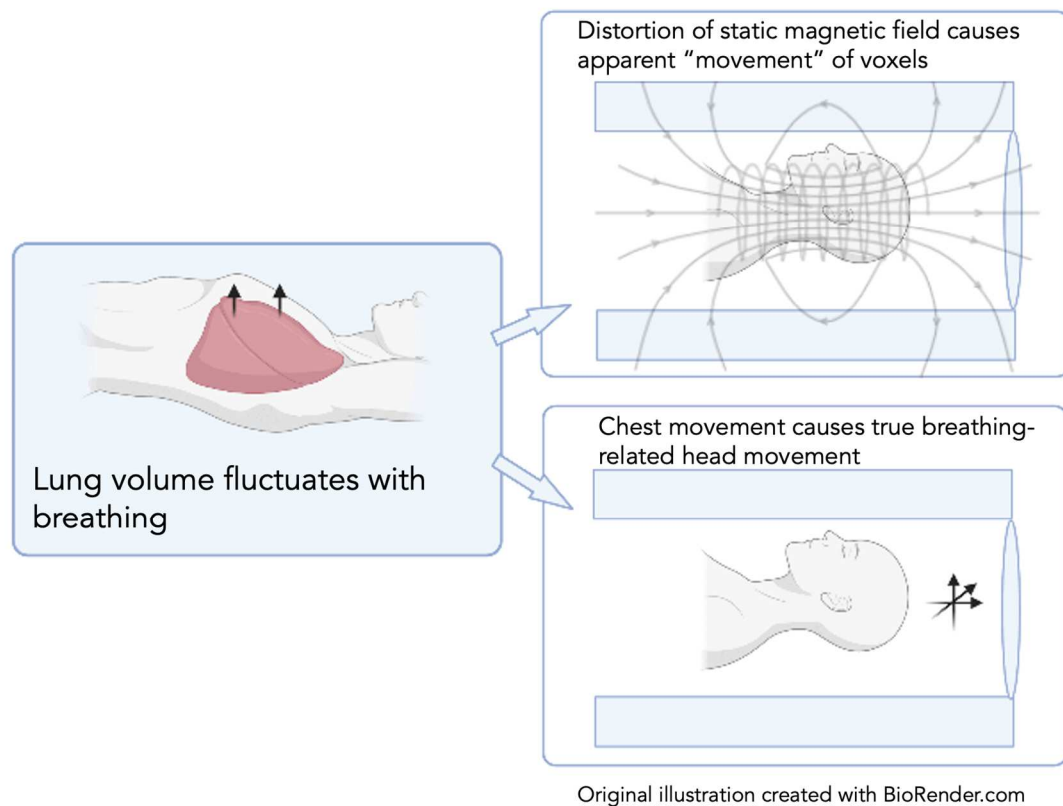 Distortion of static magnetic field causes
apparent “movement” of voxels
Lung volume fluctuates with
breathing
Chest movement causes true breathing-
related head movement
Original illustration created with BioRender.com